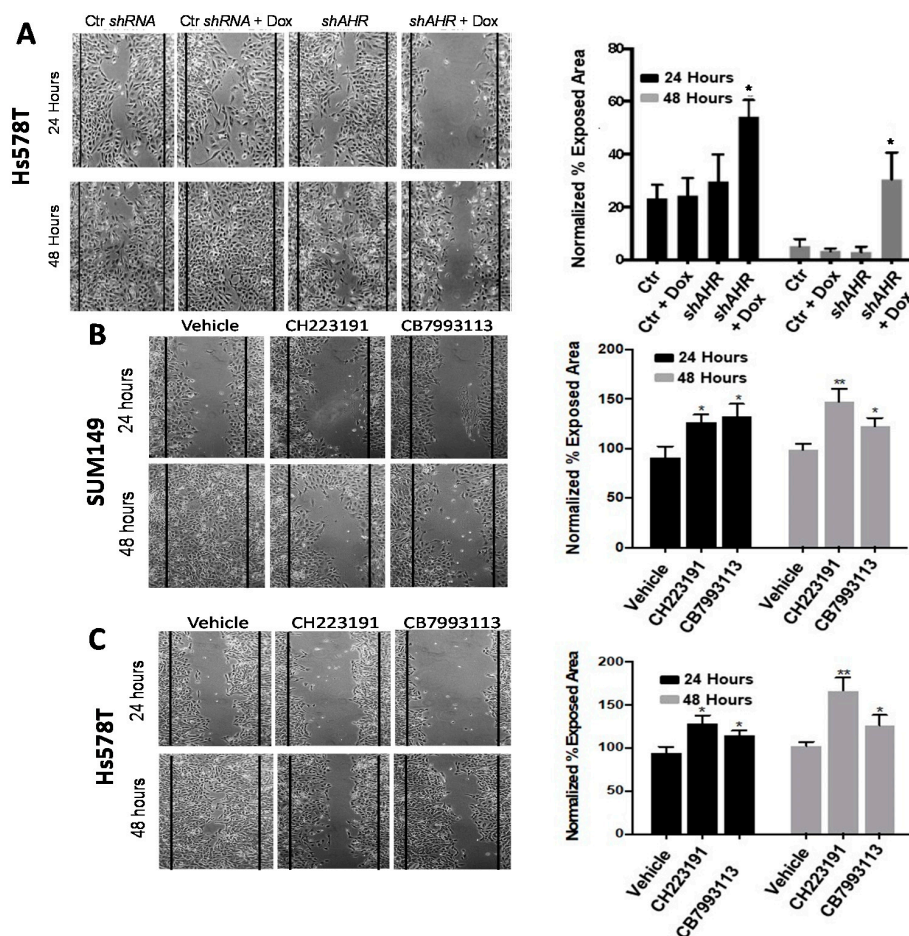 A
Hs578T
Ctr shRNA
Ctr shRNA + Dox
shAHR
shAHR + Dox
24 Hours
48 Hours
Normalized % Exposed Area
80
60
40
20
0
24 Hours
48 Hours
*
*
Ctr
Ctr + Dox
shAHR
shAHR
+ Dox
Ctr
Ctr + Dox
shAHR
shAHR
+ Dox
B
SUM149
Vehicle
CH223191
CB7993113
24 hours
48 hours
Normalized % Exposed Area
200
150
100
50
0
24 Hours
48 Hours
*
*
**
*
Vehicle
CH223191
CB7993113
Vehicle
CH223191
CB7993113
C
Hs578T
Vehicle
CH223191
CB7993113
24 hours
48 hours
Normalized % Exposed Area
200
150
100
50
0
24 Hours
48 Hours
*
*
**
*
Vehicle
CH223191
CB7993113
Vehicle
CH223191
CB7993113